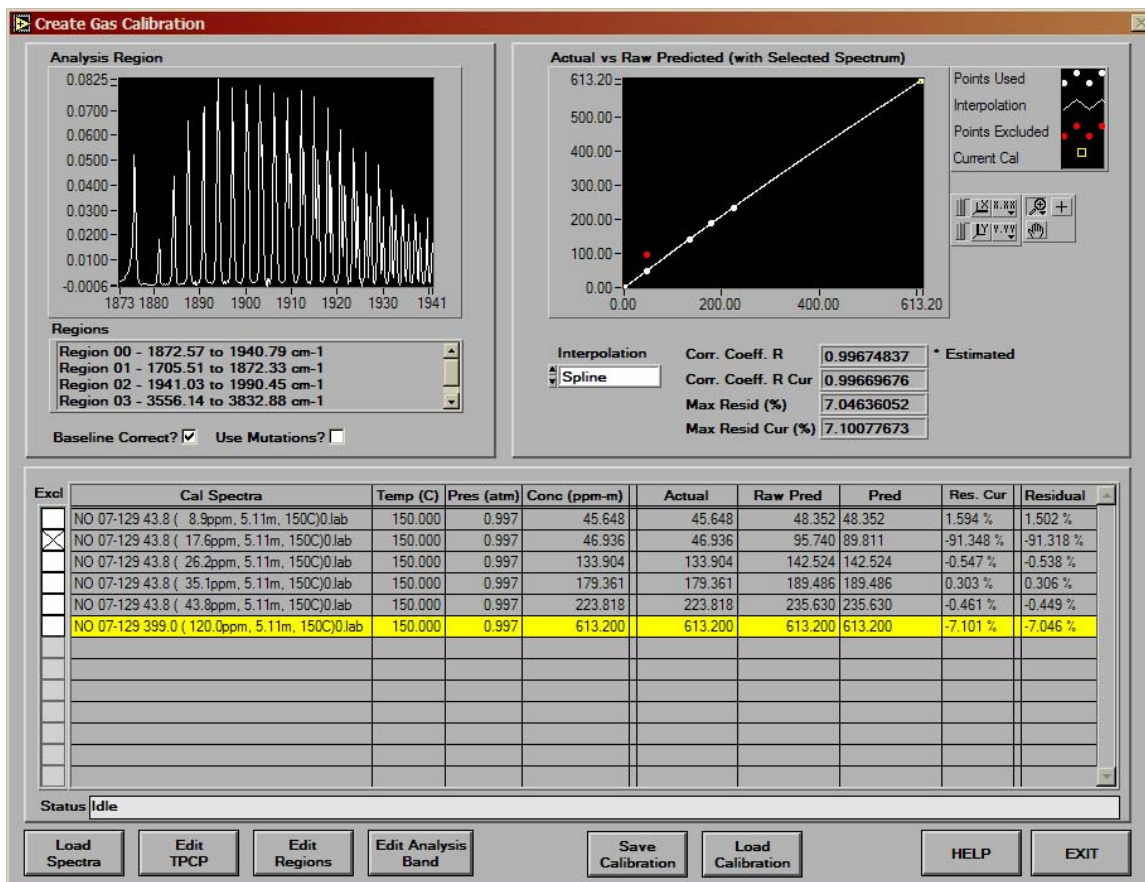 Create Gas Calibration
Analysis Region
0.0825
0.0700
0.0600
0.0500
0.0400
0.0300
0.0200
0.0100
-0.0006
1873 1880 1890 1900 1910 1920 1930 1941
Regions
Region 00 - 1872.57 to 1940.79 cm-1
Region 01 - 1705.51 to 1872.33 cm-1
Region 02 - 1941.03 to 1990.45 cm-1
Region 03 - 3556.14 to 3832.88 cm-1
Baseline Correct? Use Mutations?
Actual vs Raw Predicted (with Selected Spectrum)
613.20
500.00
400.00
300.00
200.00
100.00
0.00
0.00 200.00 400.00 613.20
Points Used
Interpolation
Points Excluded
Current Cal
X X.XX
Y Y.YY
Interpolation
Spline
Corr. Coeff. R 0.99674837 * Estimated
Corr. Coeff. R Cur 0.99669676
Max Resid (%) 7.04636052
Max Resid Cur (%) 7.10077673
Excl Cal Spectra Temp (C) Pres (atm) Conc (ppm-m) Actual Raw Pred Pred Res. Cur Residual
NO 07-129 43.8 ( 8.9ppm, 5.11m, 150C)0.lab 150.000 0.997 45.648 45.648 48.352 48.352 1.594 % 1.502 %
NO 07-129 43.8 ( 17.6ppm, 5.11m, 150C)0.lab 150.000 0.997 46.936 46.936 95.740 89.811 -91.348 % -91.318 %
NO 07-129 43.8 ( 26.2ppm, 5.11m, 150C)0.lab 150.000 0.997 133.904 133.904 142.524 142.524 -0.547 % -0.538 %
NO 07-129 43.8 ( 35.1ppm, 5.11m, 150C)0.lab 150.000 0.997 179.361 179.361 189.486 189.486 0.303 % 0.306 %
NO 07-129 43.8 ( 43.8ppm, 5.11m, 150C)0.lab 150.000 0.997 223.818 223.818 235.630 235.630 -0.461 % -0.449 %
NO 07-129 399.0 ( 120.0ppm, 5.11m, 150C)0.lab 150.000 0.997 613.200 613.200 613.200 613.200 -7.101 % -7.046 %
Status Idle
Load Spectra
Edit TPCP
Edit Regions
Edit Analysis Band
Save Calibration
Load Calibration
HELP
EXIT